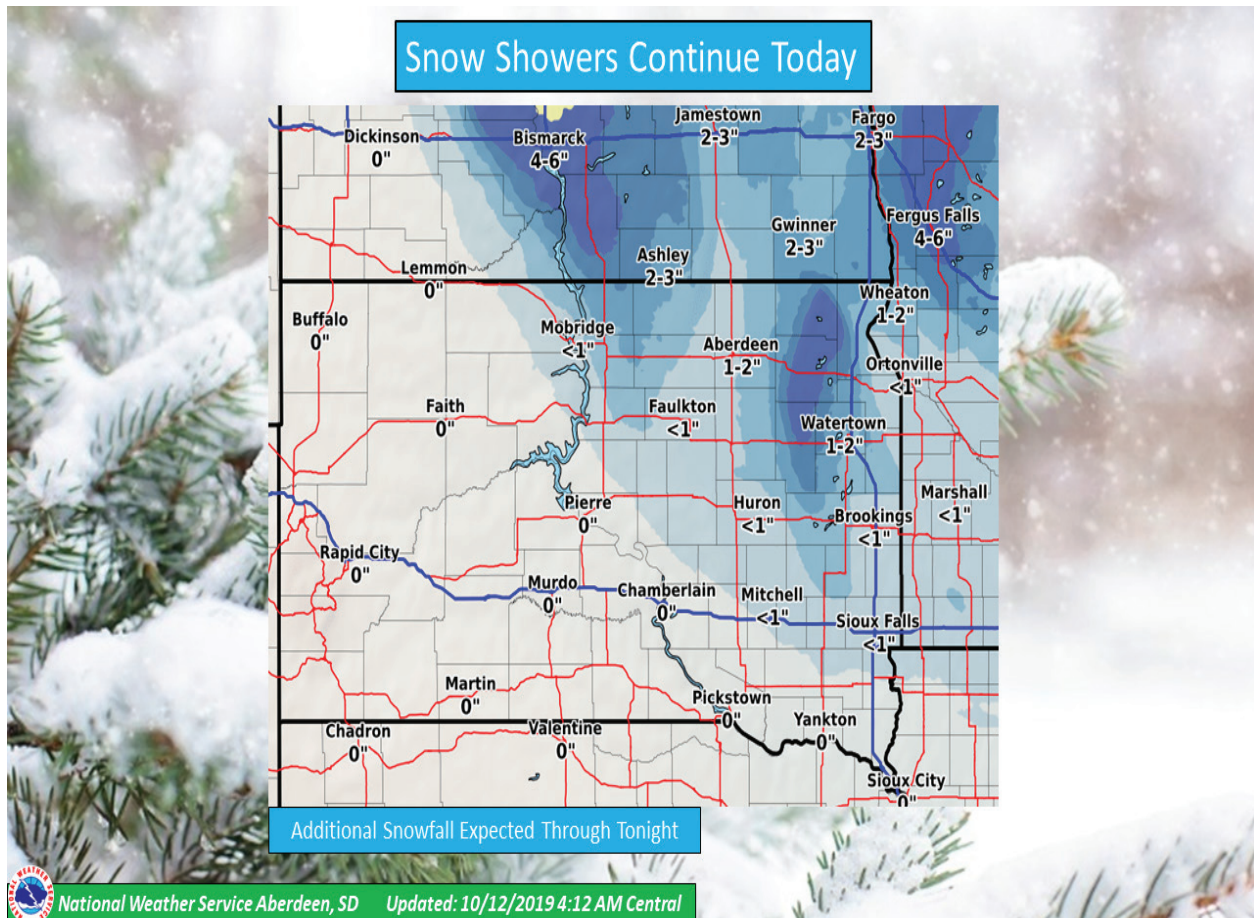 Snow Showers Continue Today
Jamestown
2-3"
Fargo
2-3"
Dickinson
0"
Bismarck
4-6"
Fergus Falls
4-6"
Gwinner
2-3"
Ashley
2-3"
Lemmon
0"
Wheaton
1-2"
Buffalo
0"
Mobridge
<1"
Aberdeen
1-2"
Ortonville
<1"
Faith
0"
Faulkton
<1"
Watertown
1-2"
Marshall
<1"
Pierre
0"
Huron
<1"
Brookings
<1"
Rapid City
0"
Murdo
0"
Chamberlain
0"
Mitchell
<1"
Sioux Falls
<1"
Martin
0"
Pickstown
0"
Yankton
0"
Chadron
0"
Valentine
0"
Sioux City
0"
Additional Snowfall Expected Through Tonight
NATIONAL WEATHER SERVICE
National Weather Service Aberdeen, SD Updated: 10/12/2019 4:12 AM Central